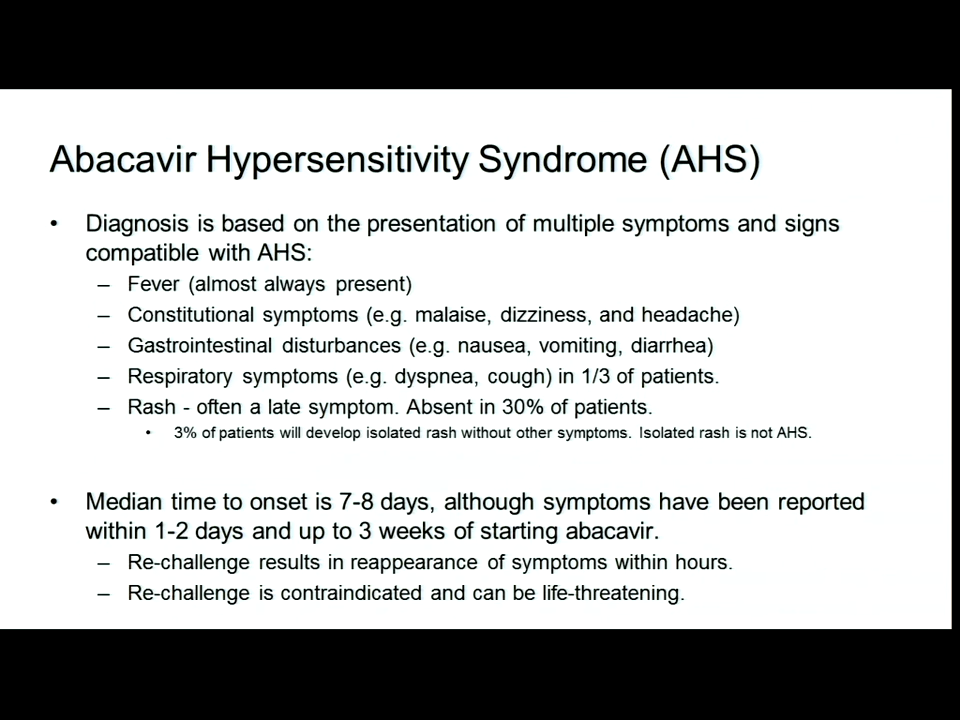 Abacavir Hypersensitivity Syndrome (AHS)
• Diagnosis is based on the presentation of multiple symptoms and signs
compatible with AHS:
– Fever (almost always present)
– Constitutional symptoms (e.g. malaise, dizziness, and headache)
– Gastrointestinal disturbances (e.g. nausea, vomiting, diarrhea)
– Respiratory symptoms (e.g. dyspnea, cough) in 1/3 of patients.
– Rash - often a late symptom. Absent in 30% of patients.
• 3% of patients will develop isolated rash without other symptoms. Isolated rash is not AHS.
• Median time to onset is 7-8 days, although symptoms have been reported
within 1-2 days and up to 3 weeks of starting abacavir.
– Re-challenge results in reappearance of symptoms within hours.
– Re-challenge is contraindicated and can be life-threatening.